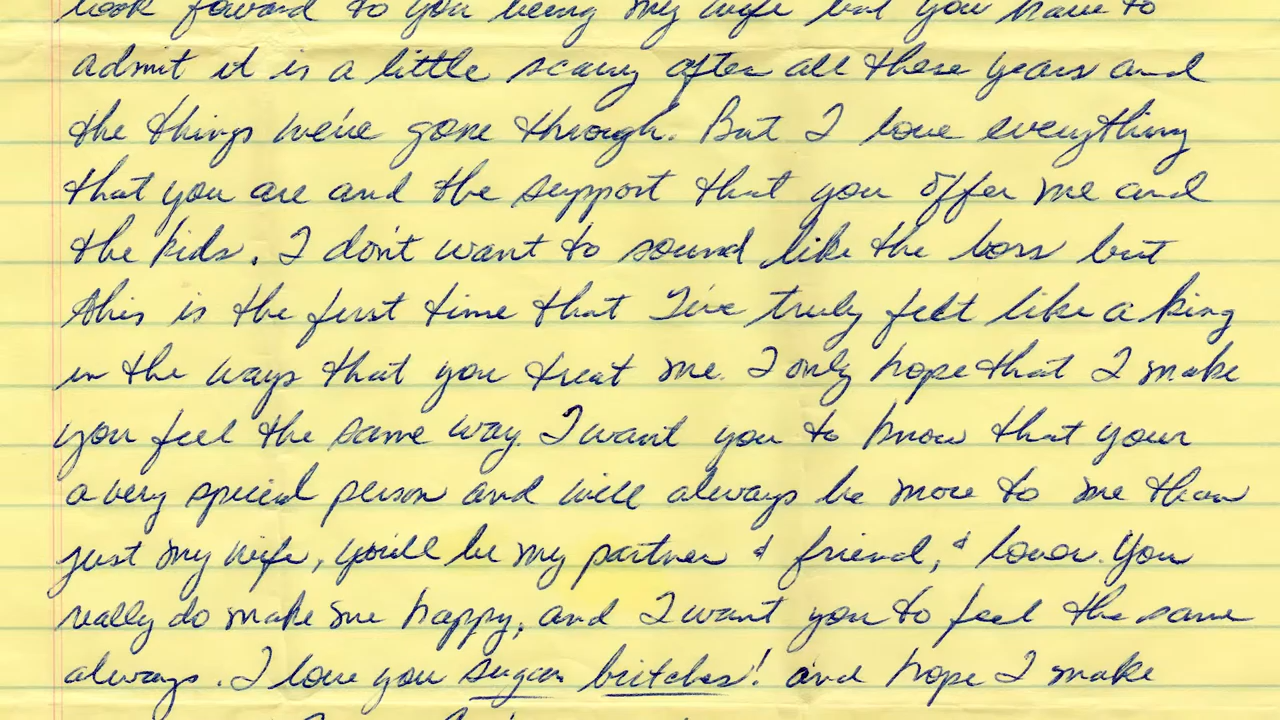 look foward to you being my wife but you have to
admit it is a little scary after all these years and
the things we've gone through. But I love everything
that you are and the support that you offer me and
the kids. I don't want to sound like the boss but
this is the first time that I've truly felt like a king
in the ways that you treat me. I only hope that I make
you feel the same way. I want you to know that your
a very special person and will always be more to me than
just my wife, you'll be my partner & friend, & lover. You
really do make me happy, and I want you to feel the same
always. I love you sugar britches! and hope I make